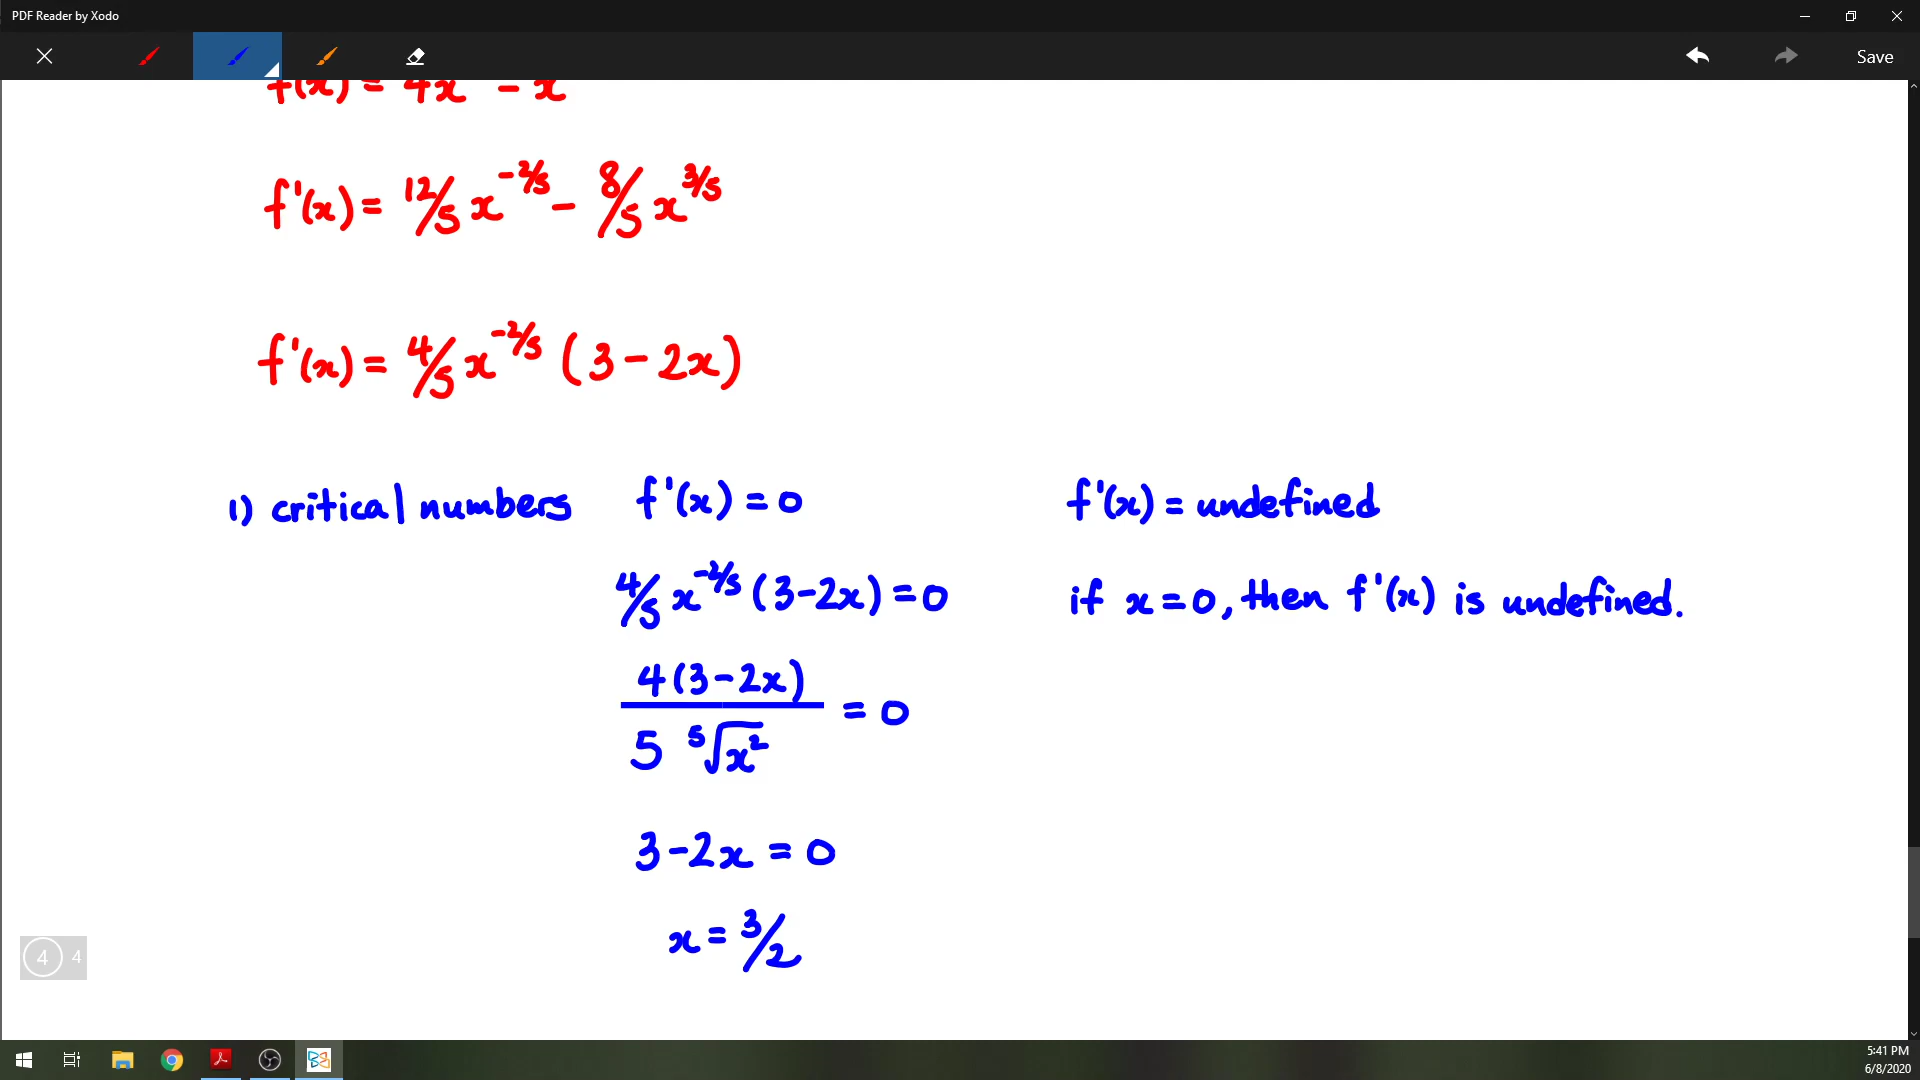 PDF Reader by Xodo
Save
f(x) = 4x - x
f'(x) = 12/5 x^-2/5 - 8/5 x^3/5
f'(x) = 4/5 x^-2/5 (3 - 2x)
1) critical numbers f'(x) = 0 f'(x) = undefined
4/5 x^-2/5 (3-2x) = 0 if x = 0, then f'(x) is undefined.
4(3-2x)
= 0
5 ⁵√x²
3-2x = 0
x = 3/2
4 4
5:41 PM
6/8/2020